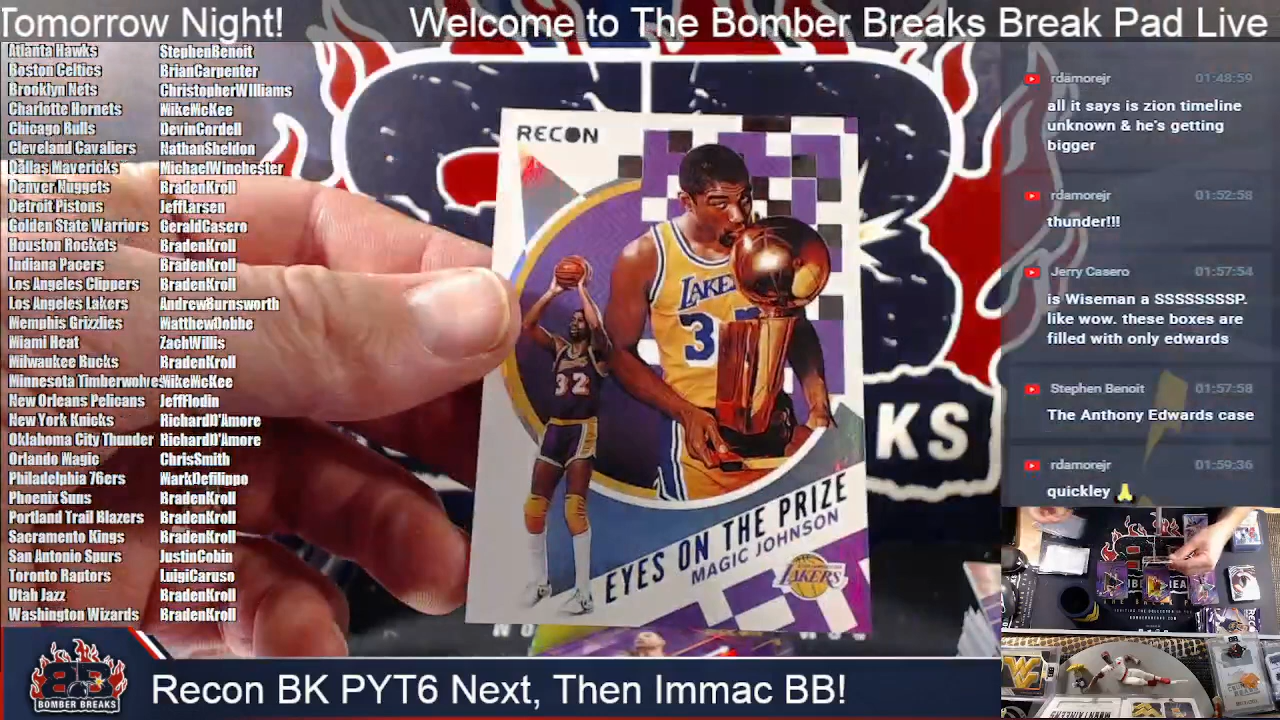 Tomorrow Night!
Welcome to The Bomber Breaks Break Pad Live
Atlanta Hawks StephenBenoit
Boston Celtics BrianCarpenter
Brooklyn Nets ChristopherWIlliams
Charlotte Hornets MikeMcKee
Chicago Bulls DevinCordell
Cleveland Cavaliers NathanSheldon
Dallas Mavericks MichaelWinchester
Denver Nuggets BradenKroll
Detroit Pistons JeffLarsen
Golden State Warriors GeraldCasero
Houston Rockets BradenKroll
Indiana Pacers BradenKroll
Los Angeles Clippers BradenKroll
Los Angeles Lakers AndrewBurnsworth
Memphis Grizzlies MatthewDobbe
Miami Heat ZachWillis
Milwaukee Bucks BradenKroll
Minnesota Timberwolves MikeMcKee
New Orleans Pelicans JeffModin
New York Knicks RichardD'Amore
Oklahoma City Thunder RichardD'Amore
Orlando Magic ChrisSmith
Philadelphia 76ers MarkDefilippo
Phoenix Suns BradenKroll
Portland Trail Blazers BradenKroll
Sacramento Kings BradenKroll
San Antonio Spurs JustinCobin
Toronto Raptors LuigiCaruso
Utah Jazz BradenKroll
Washington Wizards BradenKroll
RECON
LAKE
3
32
EYES ON THE PRIZE
MAGIC JOHNSON
LAKERS
KS
rdamorejr 01:48:59
all it says is zion timeline
unknown & he's getting
bigger
rdamorejr 01:52:58
thunder!!!
Jerry Casero 01:57:54
is Wiseman a SSSSSSSSP.
like wow. these boxes are
filled with only edwards
Stephen Benoit 01:57:58
The Anthony Edwards case
rdamorejr 01:59:36
quickley 🙏
BOMBER BREAKS
Recon BK PYT6 Next, Then Immac BB!